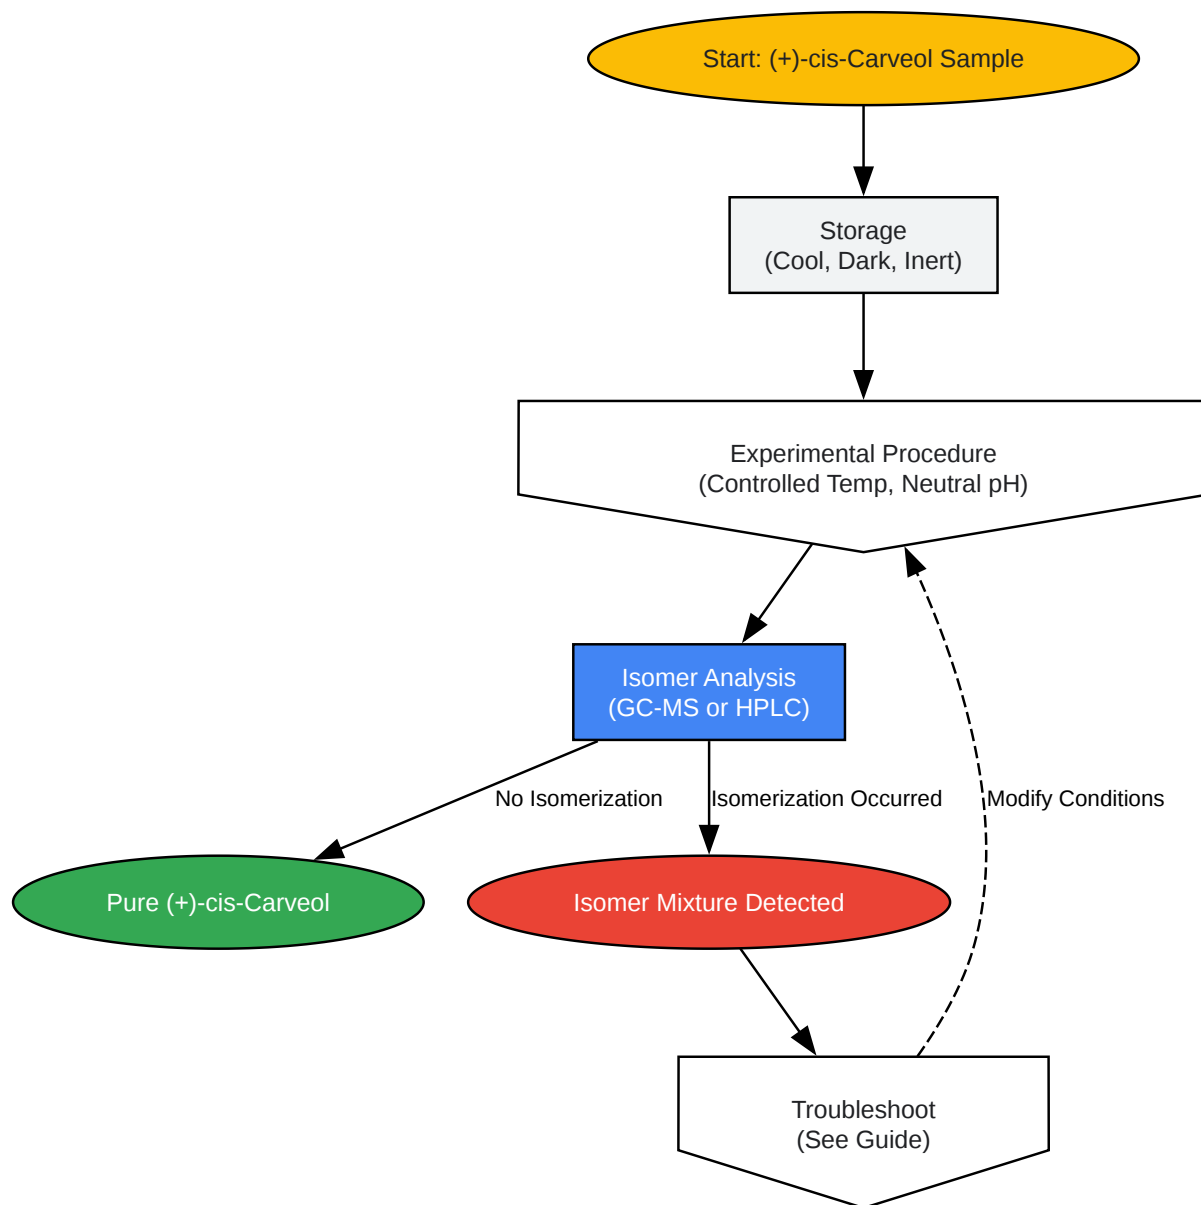 Start: (+)-cis-Carveol Sample
Storage
(Cool, Dark, Inert)
Experimental Procedure
(Controlled Temp, Neutral pH)
Isomer Analysis
(GC-MS or HPLC)
No Isomerization
Isomerization Occurred
Modify Conditions
Pure (+)-cis-Carveol
Isomer Mixture Detected
Troubleshoot
(See Guide)